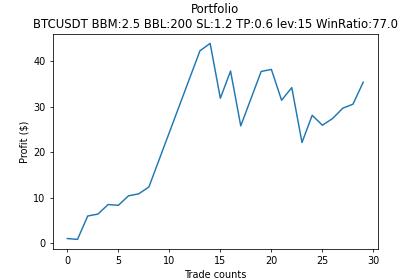 Portfolio
BTCUSDT BBM:2.5 BBL:200 SL:1.2 TP:0.6 lev:15 WinRatio:77.0
Profit ($)
40
30
20
10
0
0 5 10 15 20 25 30
Trade counts